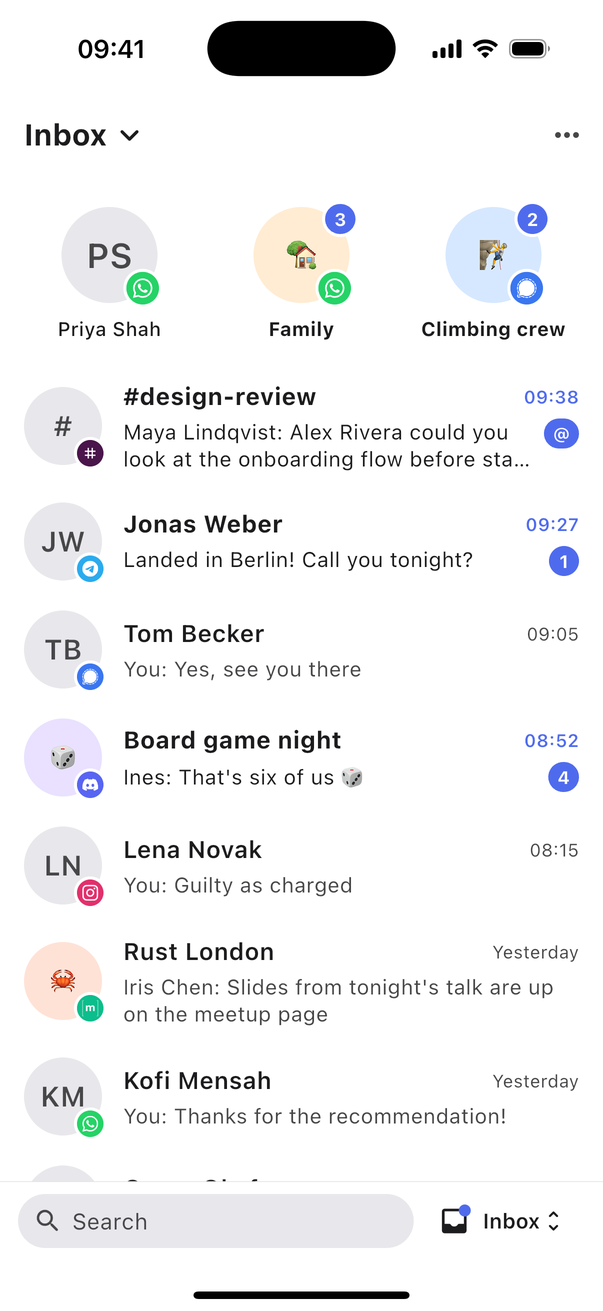 09:41
Inbox
PS
3
2
Priya Shah
Family
Climbing crew
#
#design-review
09:38
Maya Lindqvist: Alex Rivera could you
@
look at the onboarding flow before sta...
JW
Jonas Weber
09:27
Landed in Berlin! Call you tonight?
1
TB
Tom Becker
09:05
You: Yes, see you there
Board game night
08:52
Ines: That's six of us 🎲
4
LN
Lena Novak
08:15
You: Guilty as charged
Rust London
Yesterday
Iris Chen: Slides from tonight's talk are up
on the meetup page
[m]
KM
Kofi Mensah
Yesterday
You: Thanks for the recommendation!
Search
Inbox